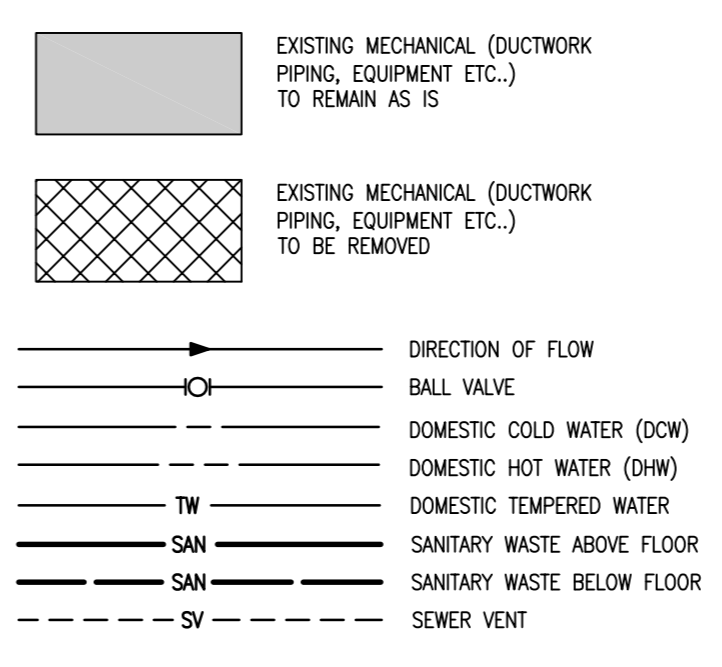 EXISTING MECHANICAL (DUCTWORK
PIPING, EQUIPMENT ETC..)
TO REMAIN AS IS
EXISTING MECHANICAL (DUCTWORK
PIPING, EQUIPMENT ETC..)
TO BE REMOVED
DIRECTION OF FLOW
BALL VALVE
DOMESTIC COLD WATER (DCW)
DOMESTIC HOT WATER (DHW)
TW DOMESTIC TEMPERED WATER
SAN SANITARY WASTE ABOVE FLOOR
SAN SANITARY WASTE BELOW FLOOR
SV SEWER VENT